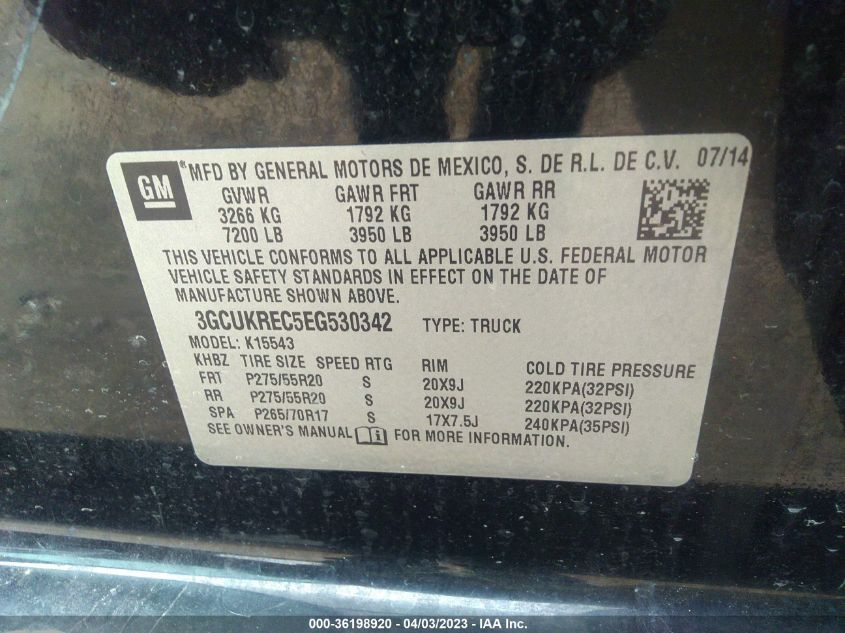 GM
*MFD BY GENERAL MOTORS DE MEXICO, S. DE R.L. DE C.V. 07/14
GVWR GAWR FRT GAWR RR
3266 KG 1792 KG 1792 KG
7200 LB 3950 LB 3950 LB
THIS VEHICLE CONFORMS TO ALL APPLICABLE U.S. FEDERAL MOTOR
VEHICLE SAFETY STANDARDS IN EFFECT ON THE DATE OF
MANUFACTURE SHOWN ABOVE.
3GCUKREC5EG530342 TYPE: TRUCK
MODEL: K15543
KHBZ TIRE SIZE SPEED RTG RIM COLD TIRE PRESSURE
FRT P275/55R20 S 20X9J 220KPA(32PSI)
RR P275/55R20 S 20X9J 220KPA(32PSI)
SPA P265/70R17 S 17X7.5J 240KPA(35PSI)
SEE OWNER'S MANUAL FOR MORE INFORMATION.
000-36198920 - 04/03/2023 - IAA Inc.